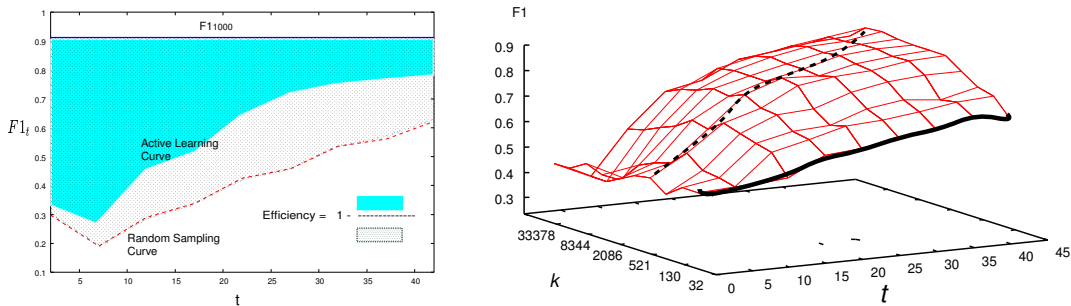 1
0.9
0.8
0.7
0.6
0.5
0.4
0.3
0.2
0.1
F1t
F11000
Active Learning
Curve
Efficiency = 1 -
Random Sampling
Curve
5 10 15 20 25 30 35 40
t
F1
0.9
0.8
0.7
0.6
0.5
0.4
0.3
33378
8344
2086
521
130
32
k
0 5 10 15 20 25 30 35 40 45
t